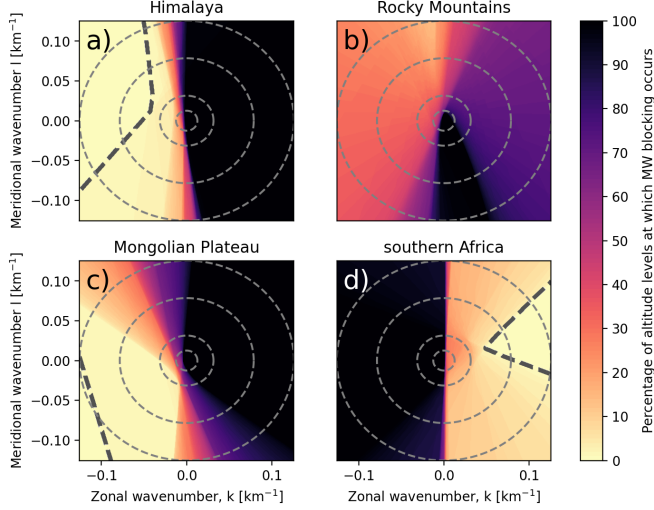 Himalaya
Rocky Mountains
a)
b)
Meridional wavenumber l [km⁻¹]
0.10
0.05
0.00
−0.05
−0.10
Mongolian Plateau
southern Africa
c)
d)
Meridional wavenumber l [km⁻¹]
0.10
0.05
0.00
−0.05
−0.10
−0.1
0.0
0.1
−0.1
0.0
0.1
Zonal wavenumber, k [km⁻¹]
Zonal wavenumber, k [km⁻¹]
100
90
80
70
60
50
40
30
20
10
0
Percentage of altitude levels at which MW blocking occurs